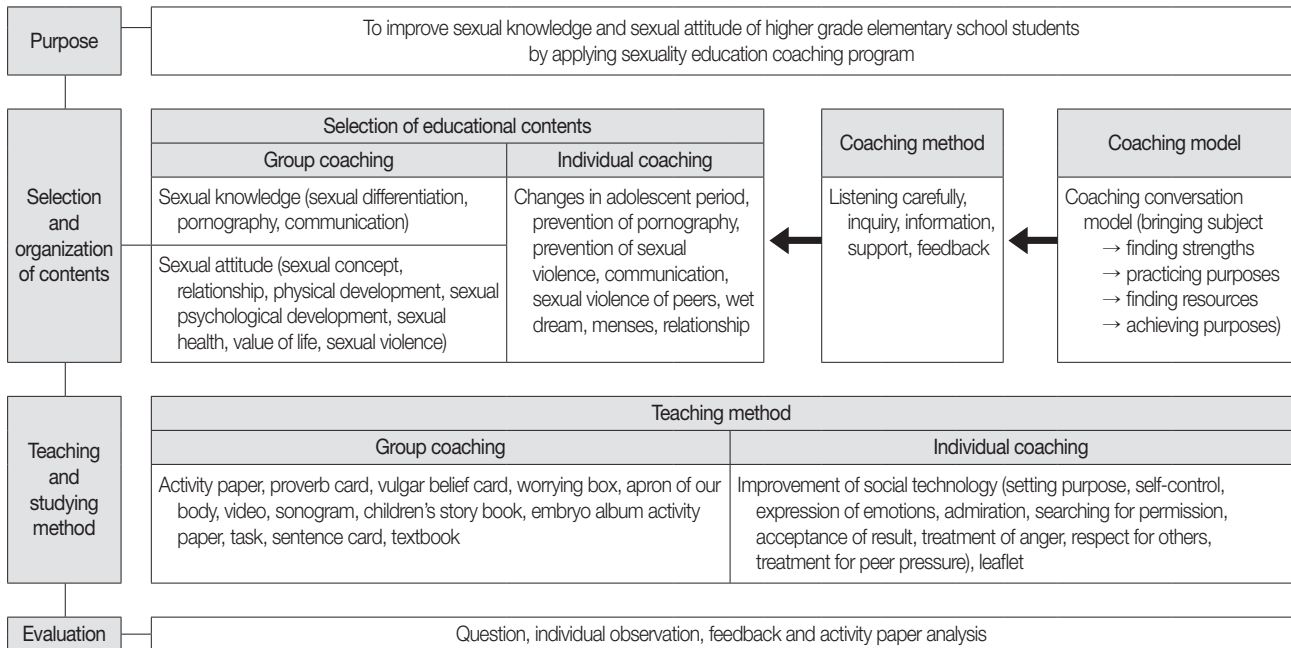 Purpose
To improve sexual knowledge and sexual attitude of higher grade elementary school students
by applying sexuality education coaching program
Selection
and
organization
of contents
Selection of educational contents
Group coaching
Individual coaching
Sexual knowledge (sexual differentiation,
pornography, communication)
Sexual attitude (sexual concept,
relationship, physical development, sexual
psychological development, sexual
health, value of life, sexual violence)
Changes in adolescent period,
prevention of pornography,
prevention of sexual
violence, communication,
sexual violence of peers, wet
dream, menses, relationship
Coaching method
Listening carefully,
inquiry, information,
support, feedback
Coaching model
Coaching conversation
model (bringing subject
→ finding strengths
→ practicing purposes
→ finding resources
→ achieving purposes)
Teaching
and
studying
method
Teaching method
Group coaching
Individual coaching
Activity paper, proverb card, vulgar belief card, worrying box, apron of our
body, video, sonogram, children's story book, embryo album activity
paper, task, sentence card, textbook
Improvement of social technology (setting purpose, self-control,
expression of emotions, admiration, searching for permission,
acceptance of result, treatment of anger, respect for others,
treatment for peer pressure), leaflet
Evaluation
Question, individual observation, feedback and activity paper analysis